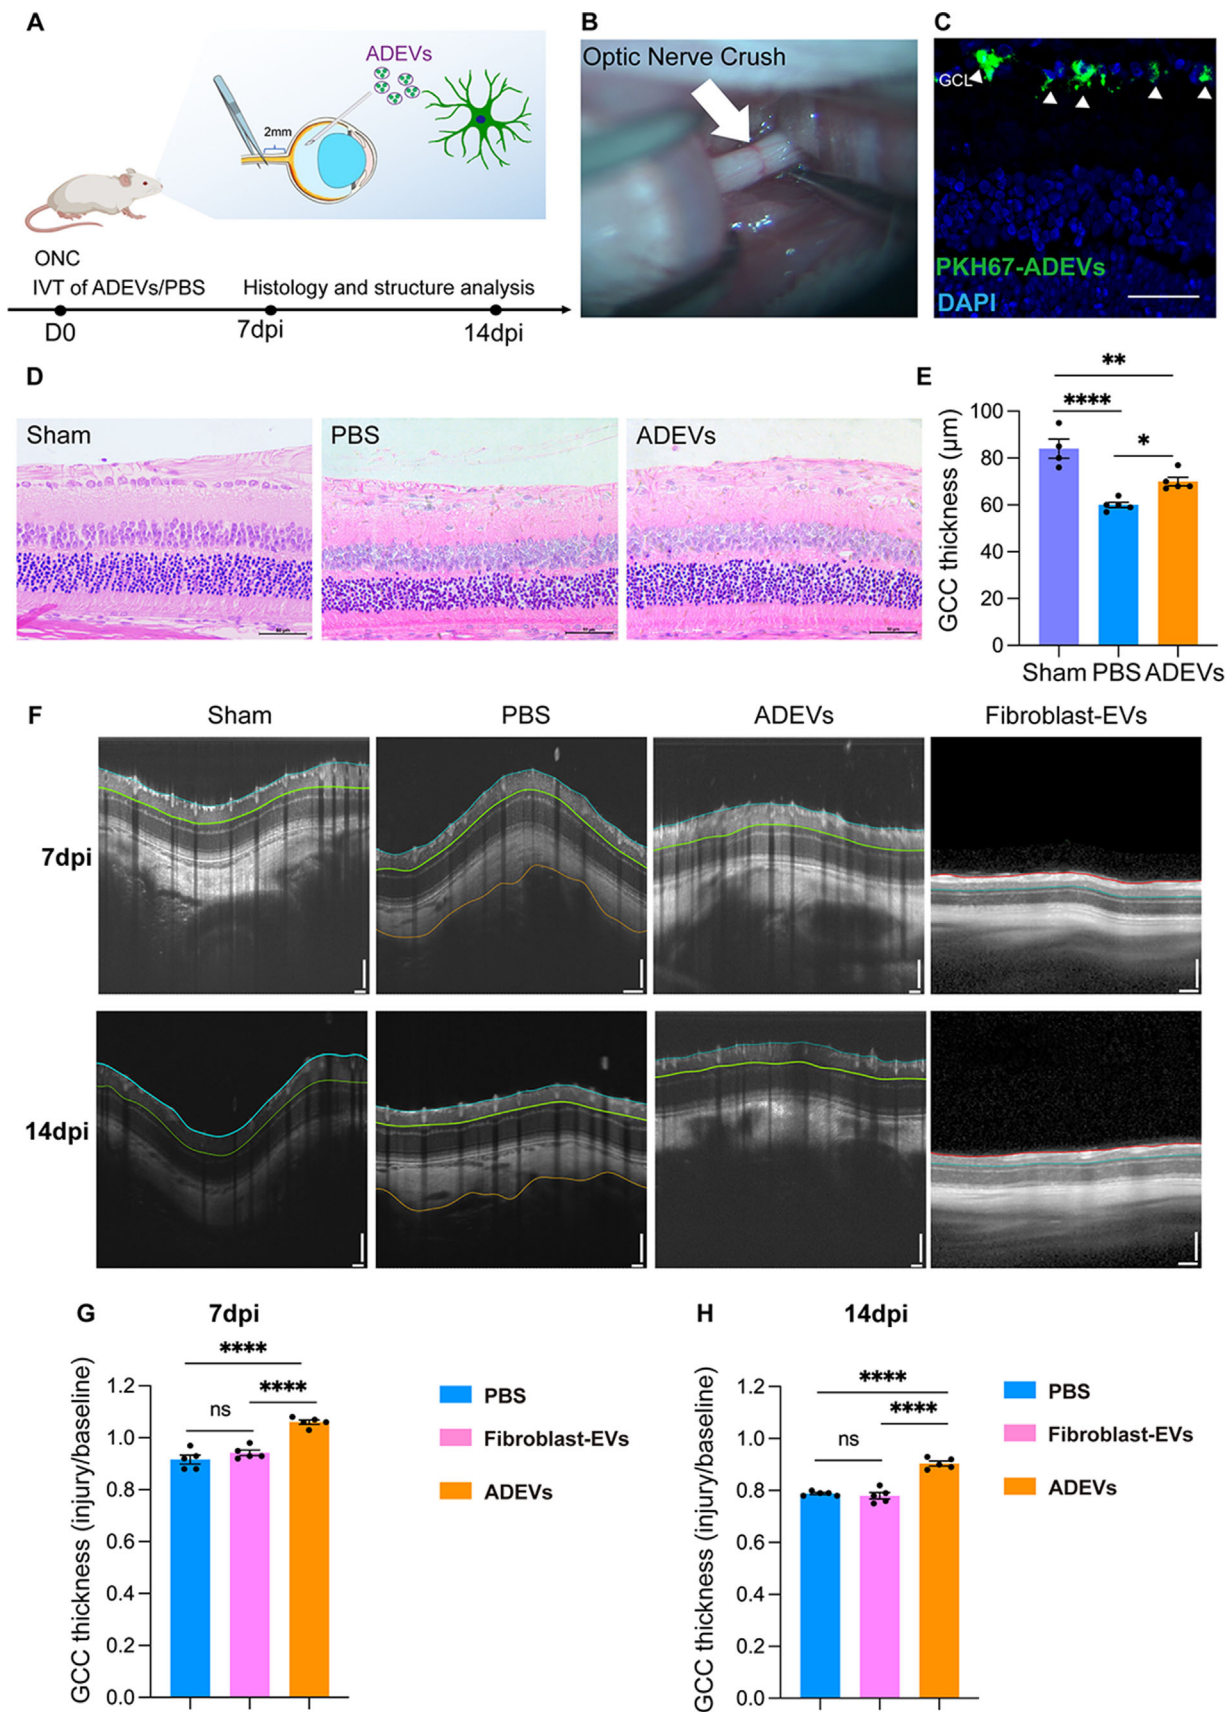 A
ADEVs
2mm
ONC
IVT of ADEVs/PBS
Histology and structure analysis
D0
7dpi
14dpi
B
Optic Nerve Crush
C
GCL
PKH67-ADEVs
DAPI
D
Sham
PBS
ADEVs
E
**
****
*
GCC thickness (μm)
100
80
60
40
20
0
Sham PBS ADEVs
F
Sham
PBS
ADEVs
Fibroblast-EVs
7dpi
14dpi
G
7dpi
****
****
ns
GCC thickness (injury/baseline)
1.2
1.0
0.8
0.6
0.4
0.2
0.0
PBS
Fibroblast-EVs
ADEVs
H
14dpi
****
****
ns
GCC thickness (injury/baseline)
1.2
1.0
0.8
0.6
0.4
0.2
0.0
PBS
Fibroblast-EVs
ADEVs